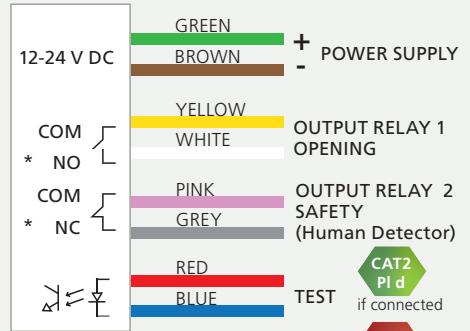 GREEN
12-24 V DC
BROWN
+
-
POWER SUPPLY
YELLOW
COM
WHITE
* NO
OUTPUT RELAY 1
OPENING
PINK
COM
GREY
* NC
OUTPUT RELAY 2
SAFETY
(Human Detector)
RED
BLUE
TEST
CAT2
Pl d
if connected